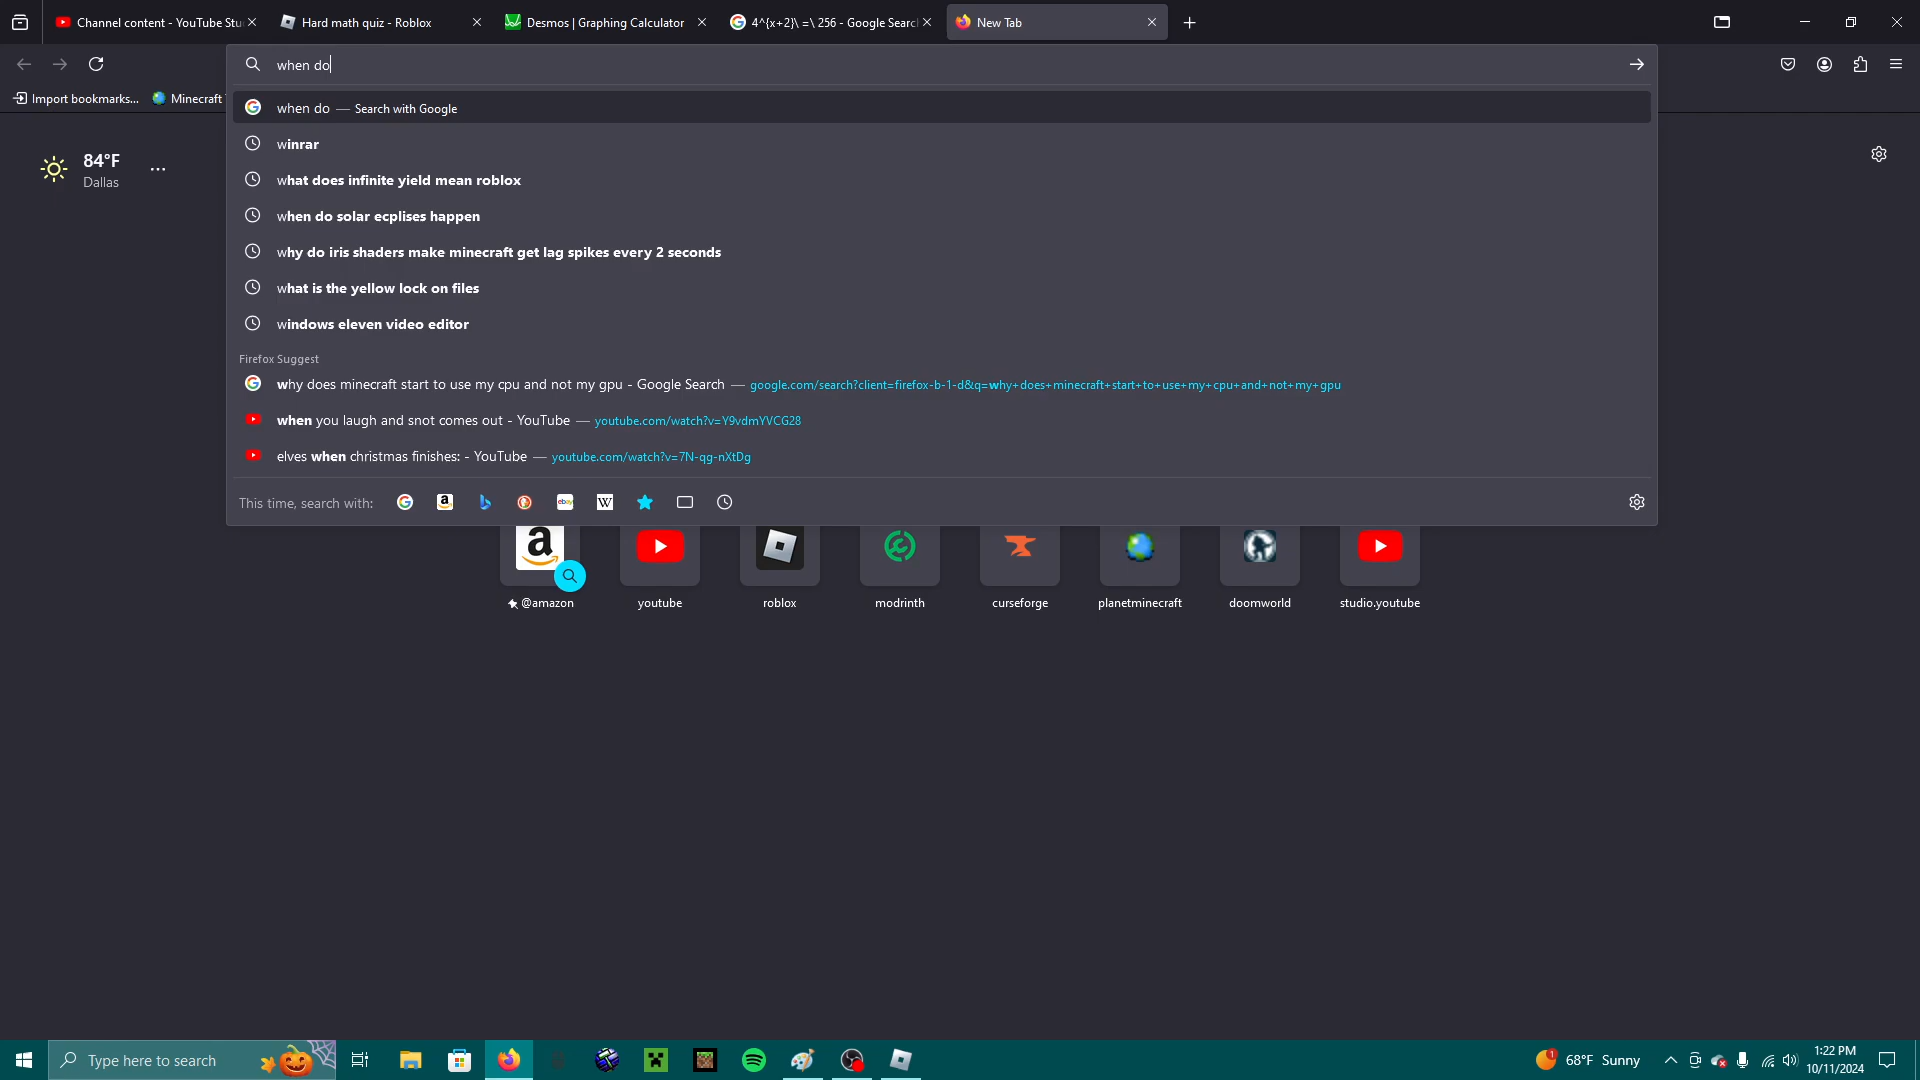 Channel content - YouTube Stu
Hard math quiz - Roblox
Desmos | Graphing Calculator
4^{x+2}\ =\ 256 - Google Searc
New Tab
when do
Import bookmarks...
Minecraft
when do — Search with Google
winrar
what does infinite yield mean roblox
when do solar ecplises happen
why do iris shaders make minecraft get lag spikes every 2 seconds
what is the yellow lock on files
windows eleven video editor
Firefox Suggest
why does minecraft start to use my cpu and not my gpu - Google Search — google.com/search?client=firefox-b-1-d&q=why+does+minecraft+start+to+use+my+cpu+and+not+my+gpu
when you laugh and snot comes out - YouTube — youtube.com/watch?v=Y9vdmYVCG28
elves when christmas finishes: - YouTube — youtube.com/watch?v=7N-qg-nXtDg
This time, search with:
84°F
Dallas
@amazon
youtube
roblox
modrinth
curseforge
planetminecraft
doomworld
studio.youtube
Type here to search
68°F Sunny
1:22 PM
10/11/2024